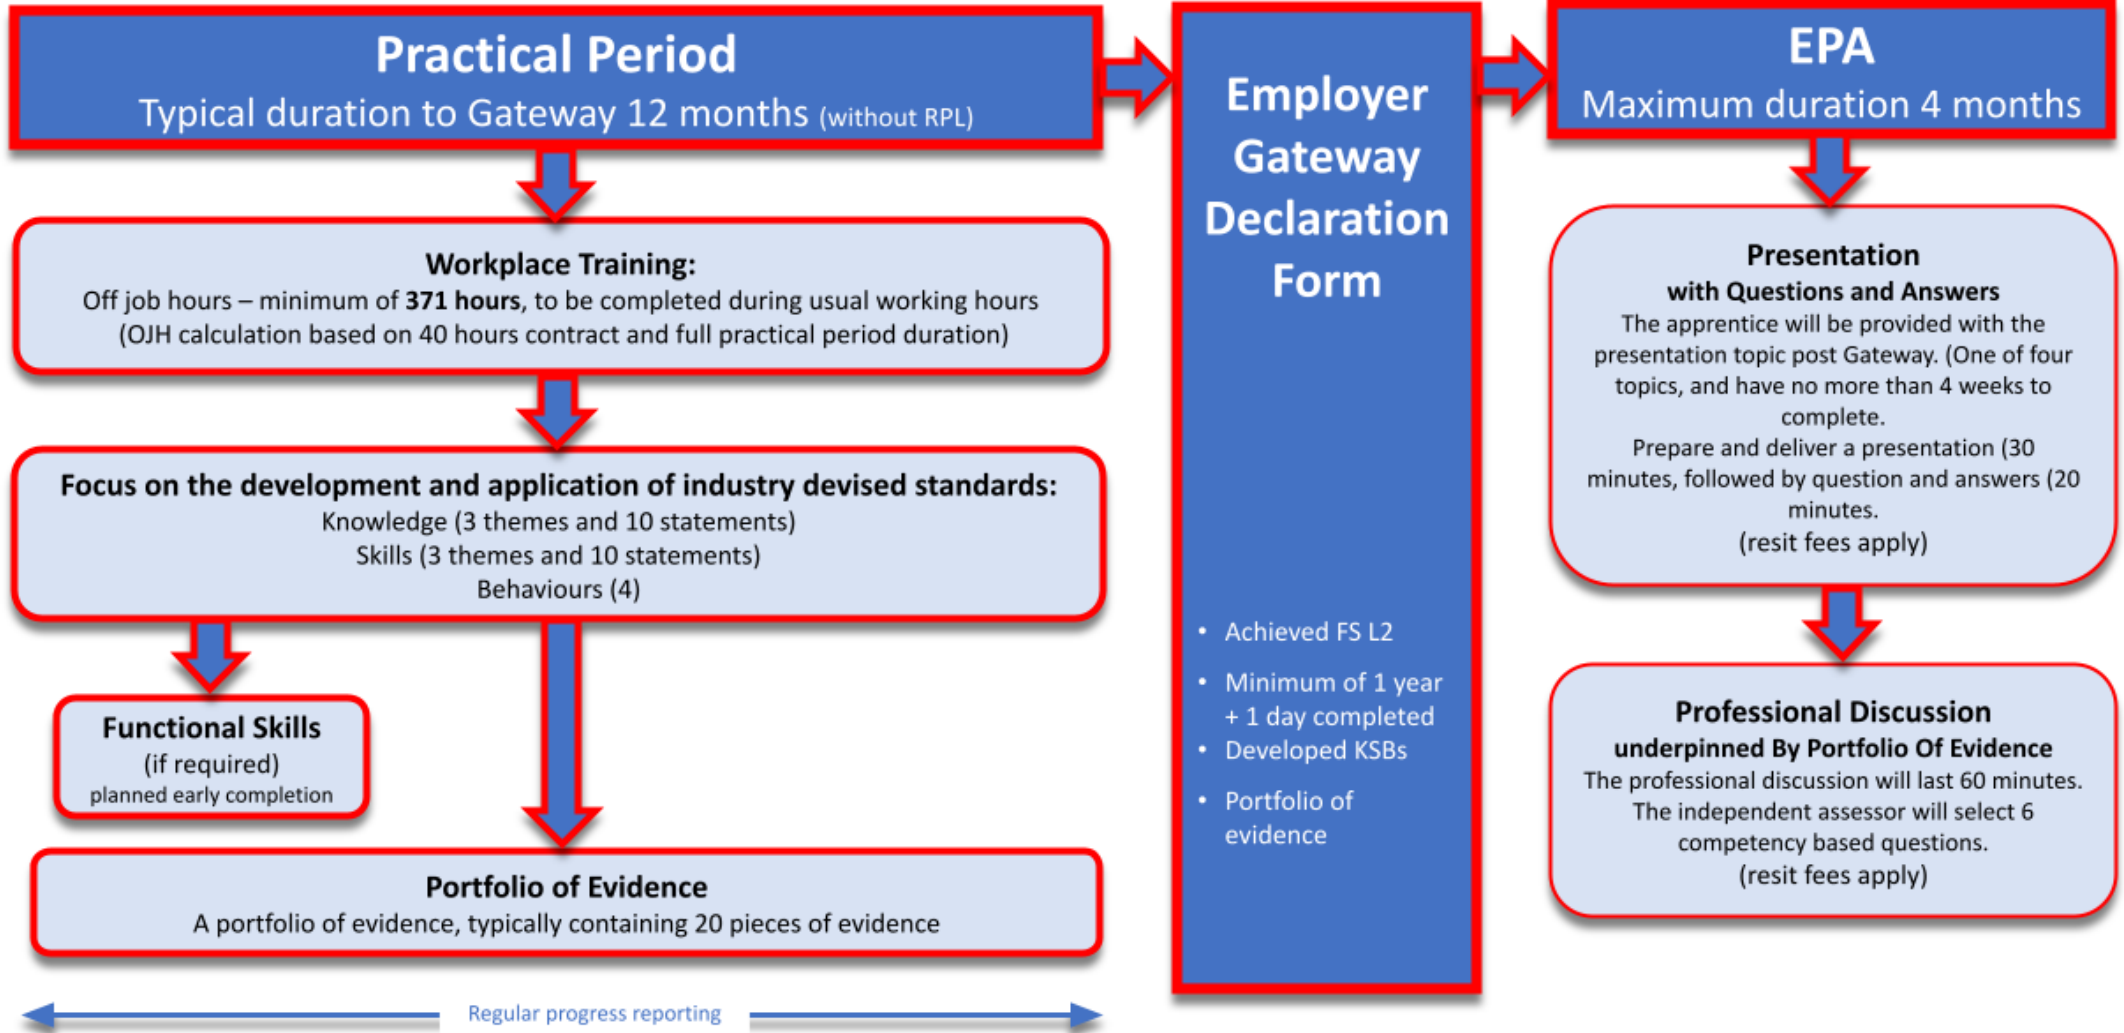 Practical Period
Typical duration to Gateway 12 months (without RPL)
Workplace Training:
Off job hours – minimum of 371 hours, to be completed during usual working hours
(OJH calculation based on 40 hours contract and full practical period duration)
Focus on the development and application of industry devised standards:
Knowledge (3 themes and 10 statements)
Skills (3 themes and 10 statements)
Behaviours (4)
Functional Skills
(if required)
planned early completion
Portfolio of Evidence
A portfolio of evidence, typically containing 20 pieces of evidence
Regular progress reporting
Employer
Gateway
Declaration
Form
• Achieved FS L2
• Minimum of 1 year
+ 1 day completed
• Developed KSBs
• Portfolio of
evidence
EPA
Maximum duration 4 months
Presentation
with Questions and Answers
The apprentice will be provided with the
presentation topic post Gateway. (One of four
topics, and have no more than 4 weeks to
complete.
Prepare and deliver a presentation (30
minutes, followed by question and answers (20
minutes.
(resit fees apply)
Professional Discussion
underpinned By Portfolio Of Evidence
The professional discussion will last 60 minutes.
The independent assessor will select 6
competency based questions.
(resit fees apply)